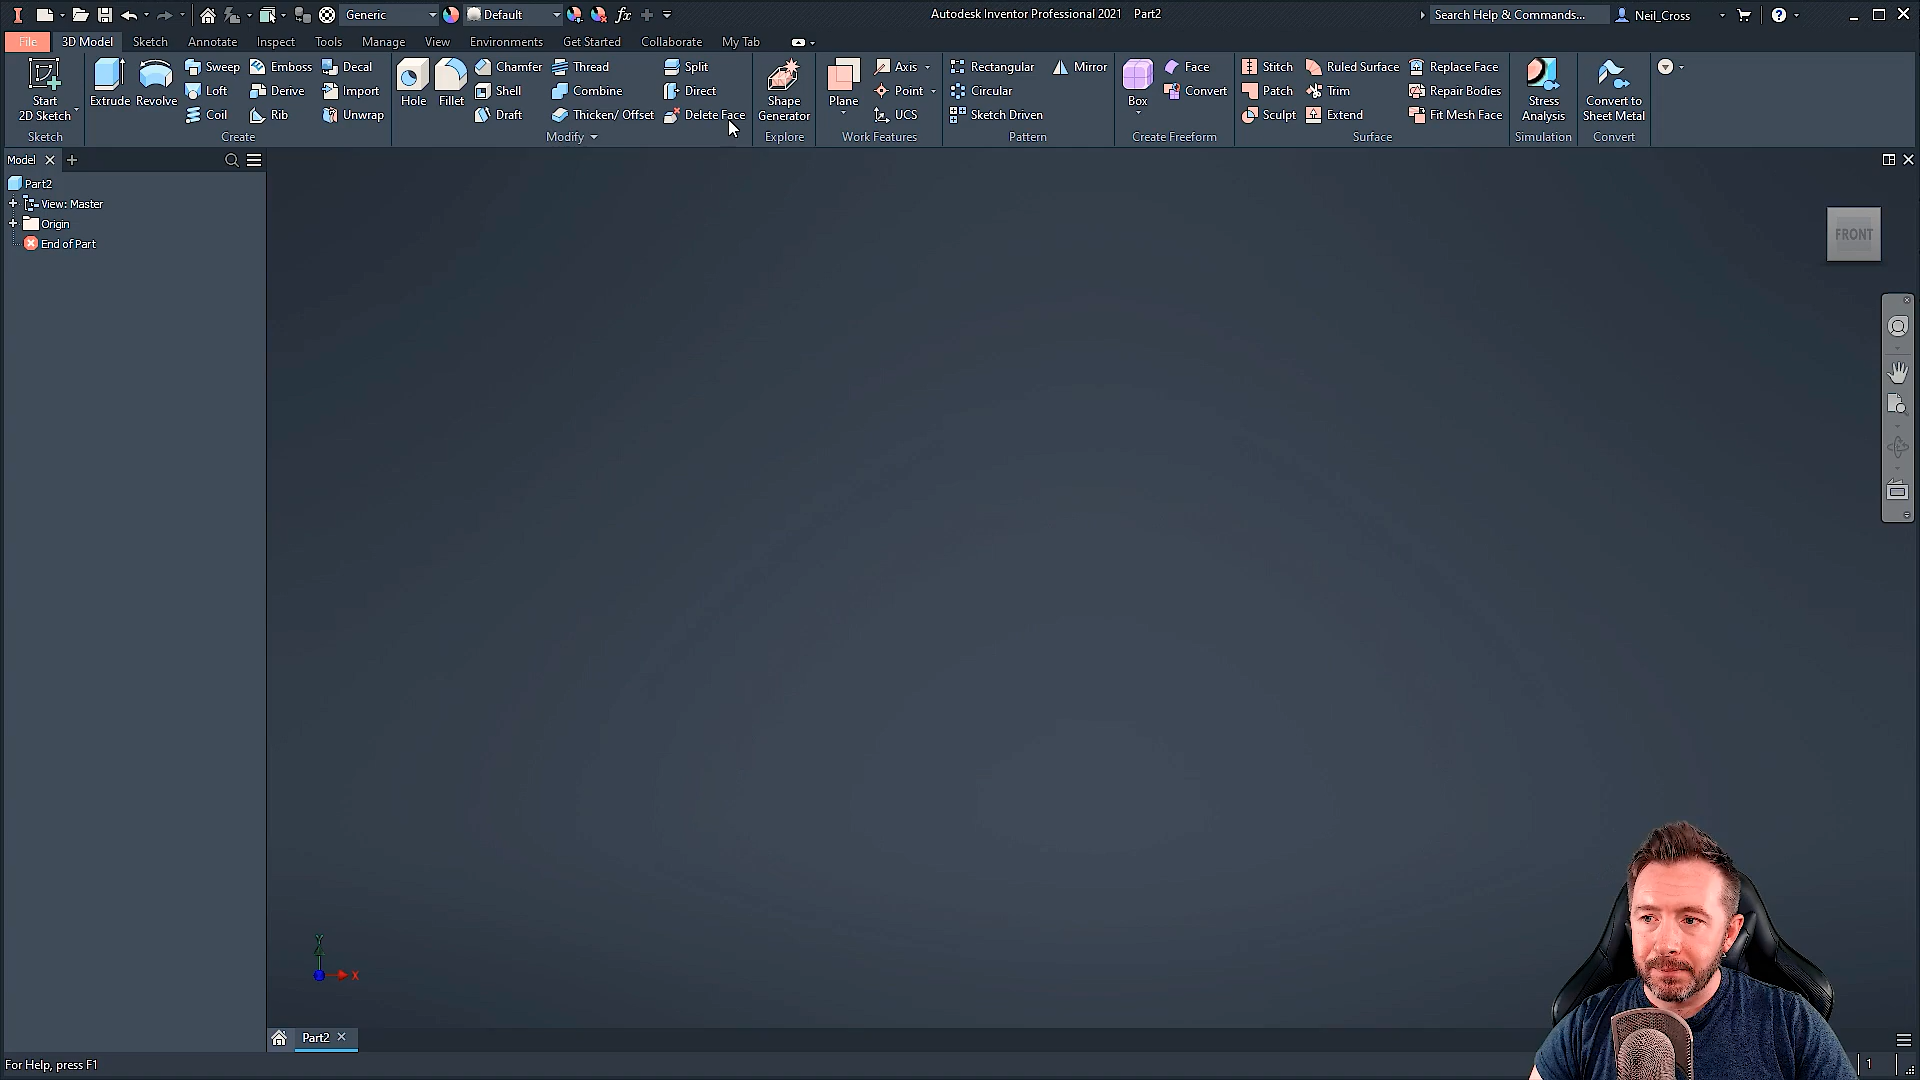 Generic Default fx Autodesk Inventor Professional 2021 Part2 Search Help & Commands... Neil_Cross ?
File 3D Model Sketch Annotate Inspect Tools Manage View Environments Get Started Collaborate My Tab
Start
2D Sketch
Sketch
Extrude Revolve
Sweep Emboss Decal
Loft Derive Import
Coil Rib Unwrap
Create
Hole Fillet
Chamfer Thread Split
Shell Combine Direct
Draft Thicken/ Offset Delete Face
Modify
Shape
Generator
Explore
Plane
Axis
Point
UCS
Work Features
Rectangular Mirror
Circular
Sketch Driven
Pattern
Box
Face
Convert
Create Freeform
Stitch Ruled Surface Replace Face
Patch Trim Repair Bodies
Sculpt Extend Fit Mesh Face
Surface
Stress
Analysis
Simulation
Convert to
Sheet Metal
Convert
Model
Part2
View: Master
Origin
End of Part
FRONT
Y
X
Part2
For Help, press F1
1